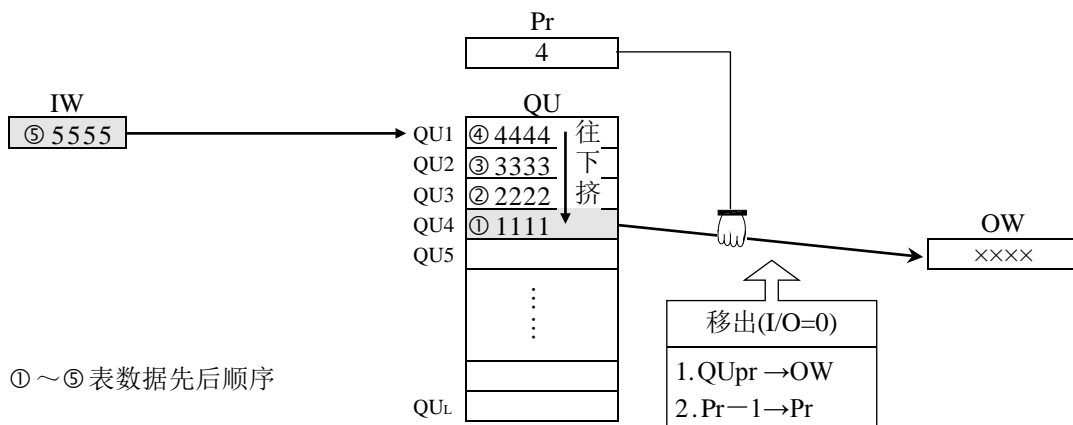 Pr
4
IW
⑤ 5555
QU
QU1 ④ 4444
QU2 ③ 3333
QU3 ② 2222
QU4 ① 1111
QU5
往下挤
……
QUL
OW
××××
移出(I/O=0)
1.QUpr →OW
2.Pr－1→Pr
①～⑤表数据先后顺序